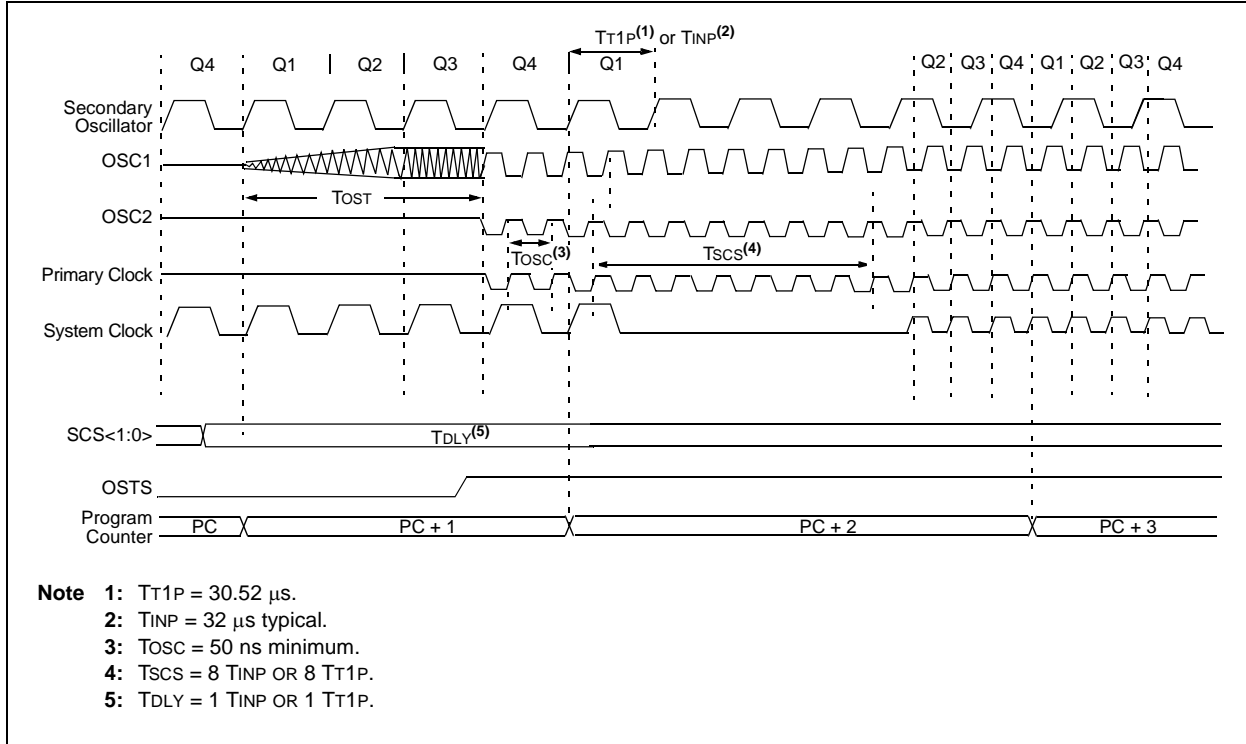 TT1P(1) or TINP(2)
Q4 Q1 Q2 Q3 Q4 Q1 Q2 Q3 Q4 Q1 Q2 Q3 Q4
Secondary
Oscillator
OSC1
TOST
OSC2
TOSC(3) TSCS(4)
Primary Clock
System Clock
SCS<1:0> TDLY(5)
OSTS
Program
Counter
PC PC + 1 PC + 2 PC + 3
Note 1: TT1P = 30.52 μs.
2: TINP = 32 μs typical.
3: TOSC = 50 ns minimum.
4: TSCS = 8 TINP OR 8 TT1P.
5: TDLY = 1 TINP OR 1 TT1P.